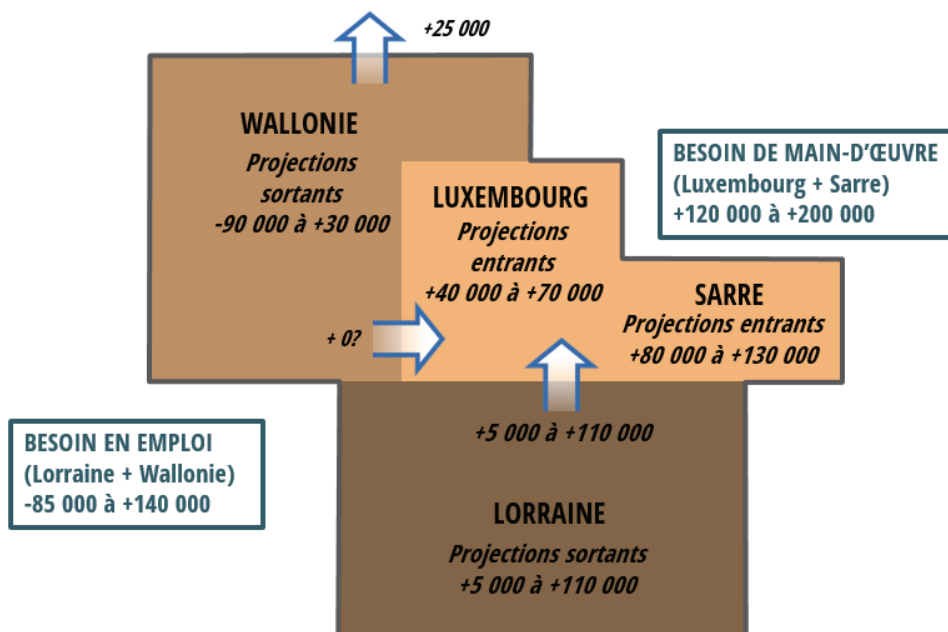 +25 000
WALLONIE
Projections
sortants
-90 000 à +30 000
BESOIN DE MAIN-D'ŒUVRE
(Luxembourg + Sarre)
+120 000 à +200 000
LUXEMBOURG
Projections
entrants
+40 000 à +70 000
SARRE
Projections entrants
+80 000 à +130 000
+ 0?
+5 000 à +110 000
BESOIN EN EMPLOI
(Lorraine + Wallonie)
-85 000 à +140 000
LORRAINE
Projections sortants
+5 000 à +110 000